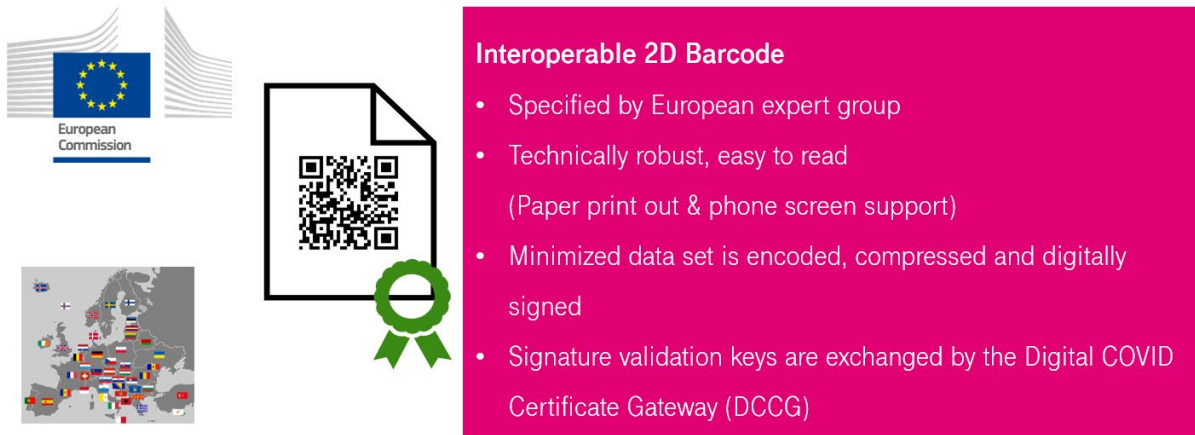 European
Commission
Interoperable 2D Barcode
• Specified by European expert group
• Technically robust, easy to read
(Paper print out & phone screen support)
• Minimized data set is encoded, compressed and digitally
signed
• Signature validation keys are exchanged by the Digital COVID
Certificate Gateway (DCCG)